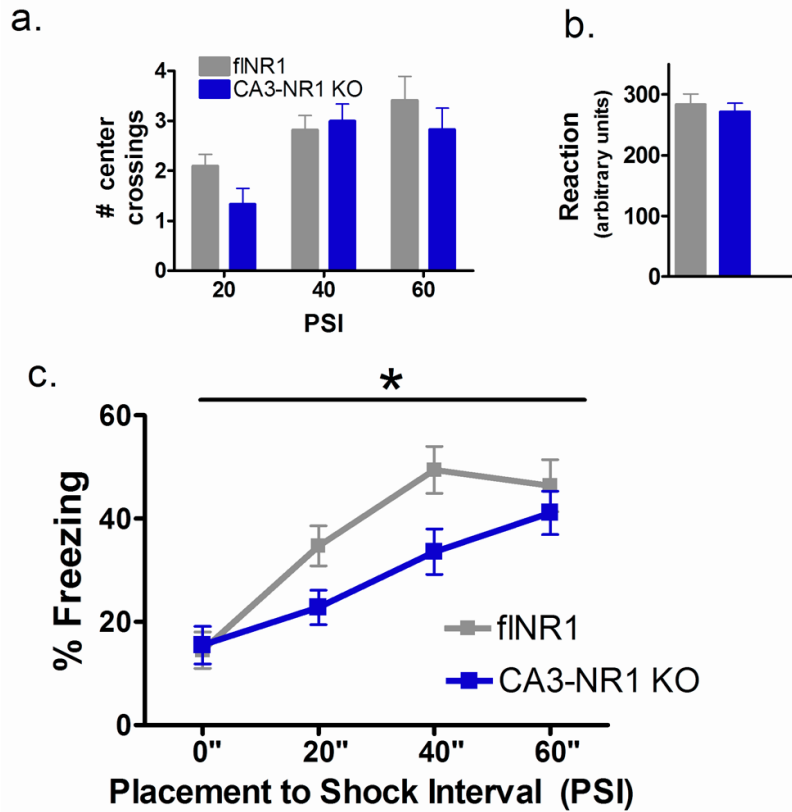 a.
flNR1
CA3-NR1 KO
# center
crossings
4
3
2
1
0
20
40
60
PSI
b.
Reaction
(arbitrary units)
300
200
100
0
c.
*
% Freezing
60
40
20
0
flNR1
CA3-NR1 KO
0"
20"
40"
60"
Placement to Shock Interval (PSI)